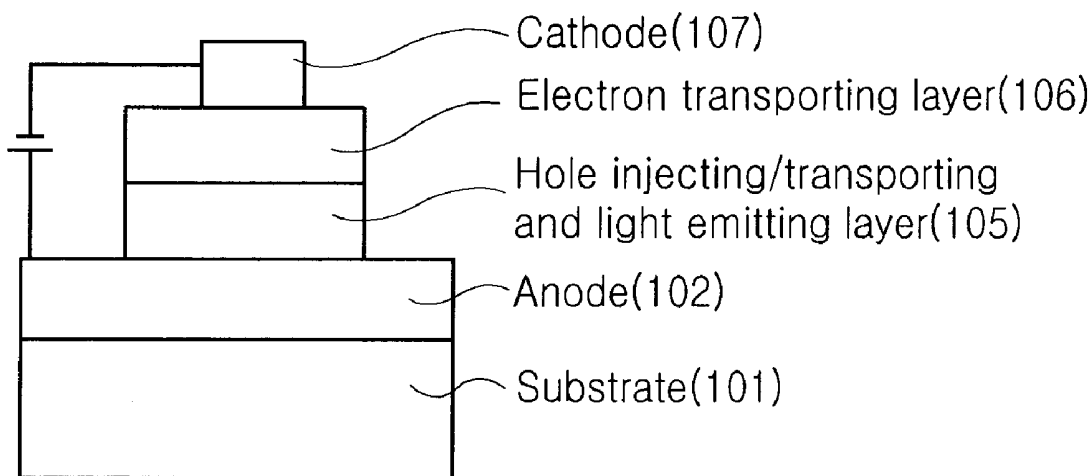 Cathode(107)
Electron transporting layer(106)
Hole injecting/transporting
and light emitting layer(105)
Anode(102)
Substrate(101)